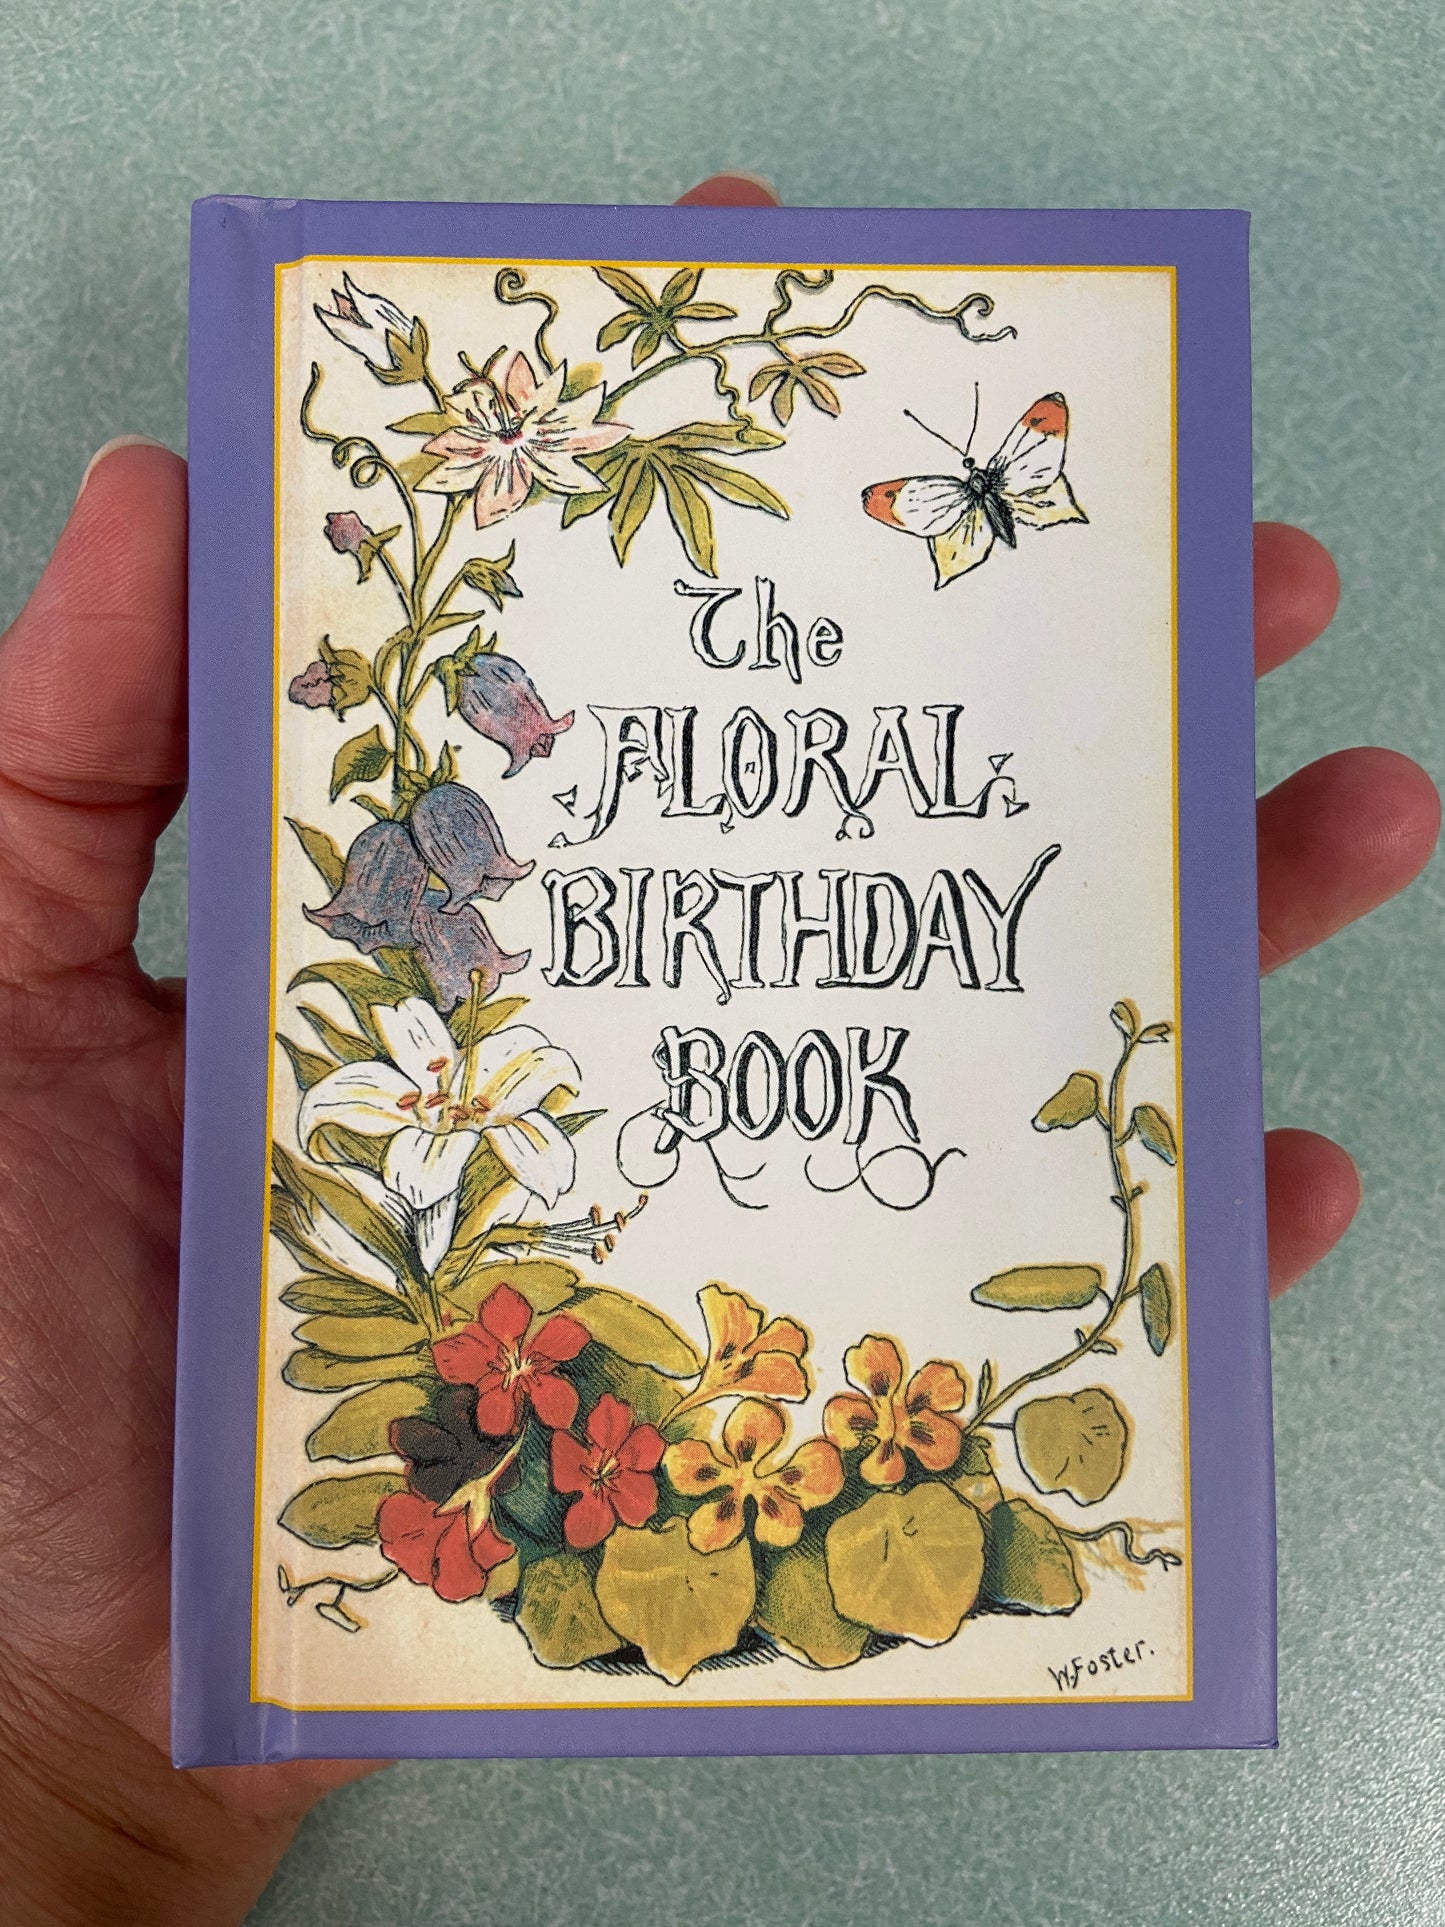 The
FLORAL
BIRTHDAY
BOOK
W.Foster.